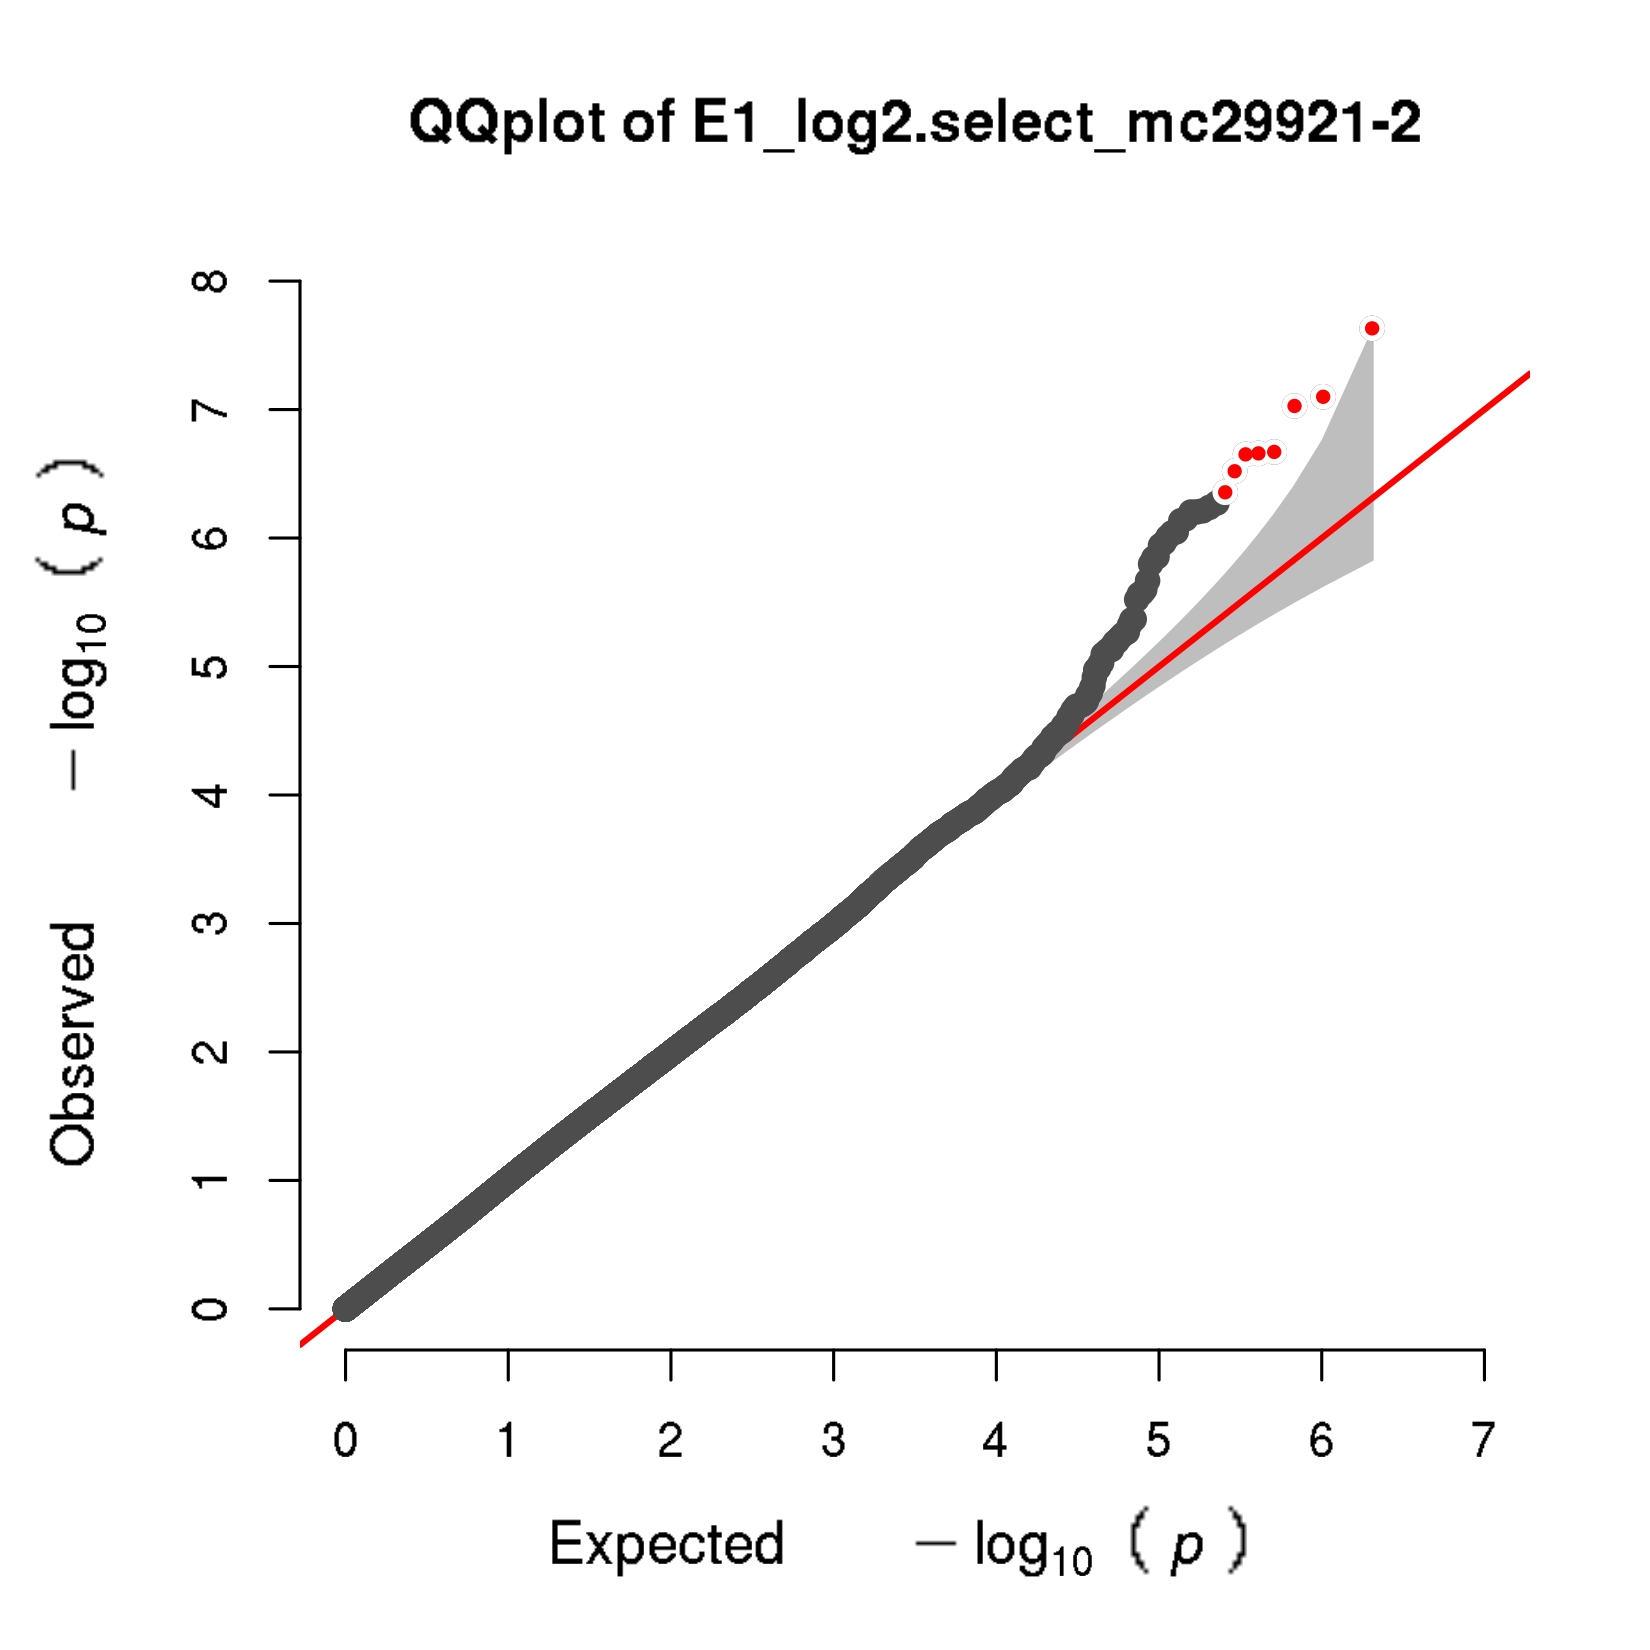 QQplot of E1_log2.select_mc29921-2
8
7
6
5
4
3
2
1
0
Observed − log10 ( p )
0 1 2 3 4 5 6 7
Expected − log10 ( p )